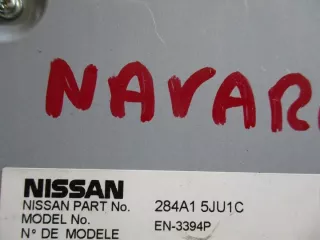 NAVAR
NISSAN
NISSAN PART No. 284A1 5JU1C
MODEL No. EN-3394P
N° DE MODELE